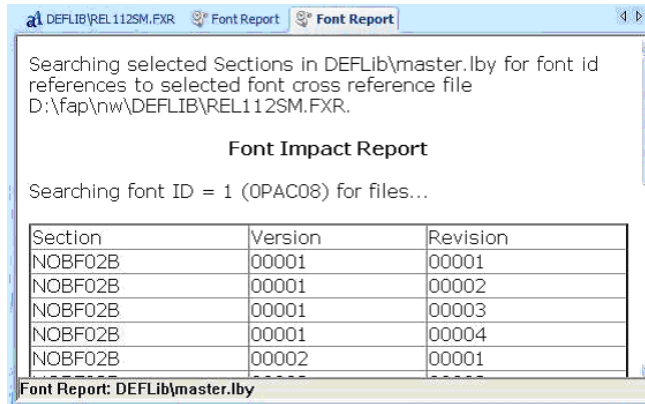 DEFLIB\REL112SM.FXR Font Report Font Report
Searching selected Sections in DEFLib\master.lby for font id
references to selected font cross reference file
D:\fap\nw\DEFLIB\REL112SM.FXR.
Font Impact Report
Searching font ID = 1 (0PAC08) for files...
Section Version Revision
NOBF02B 00001 00001
NOBF02B 00001 00002
NOBF02B 00001 00003
NOBF02B 00001 00004
NOBF02B 00002 00001
Font Report: DEFLib\master.lby